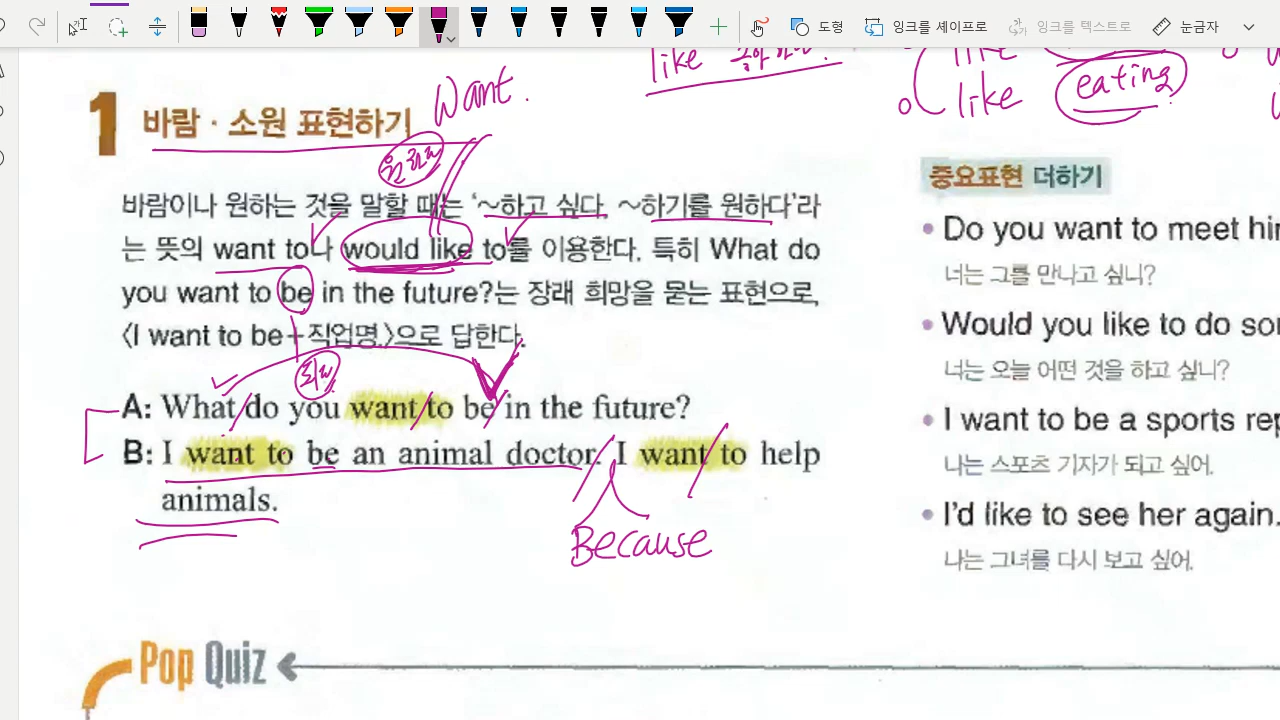 도형 잉크를 셰이프로 잉크를 텍스트로 눈금자
like
like eating
Want.
1 바람 · 소원 표현하기
원하다
바람이나 원하는 것을 말할 때는 '~하고 싶다, ~하기를 원하다'라
는 뜻의 want to나 would like to를 이용한다. 특히 What do
you want to be in the future?는 장래 희망을 묻는 표현으로,
〈I want to be+직업명.〉으로 답한다.
되다
A: What do you want to be in the future?
B: I want to be an animal doctor. I want to help
animals.
Because
중요표현 더하기
• Do you want to meet hi
너는 그를 만나고 싶니?
• Would you like to do so
너는 오늘 어떤 것을 하고 싶니?
• I want to be a sports rep
나는 스포츠 기자가 되고 싶어.
• I'd like to see her again.
나는 그녀를 다시 보고 싶어.
Pop Quiz